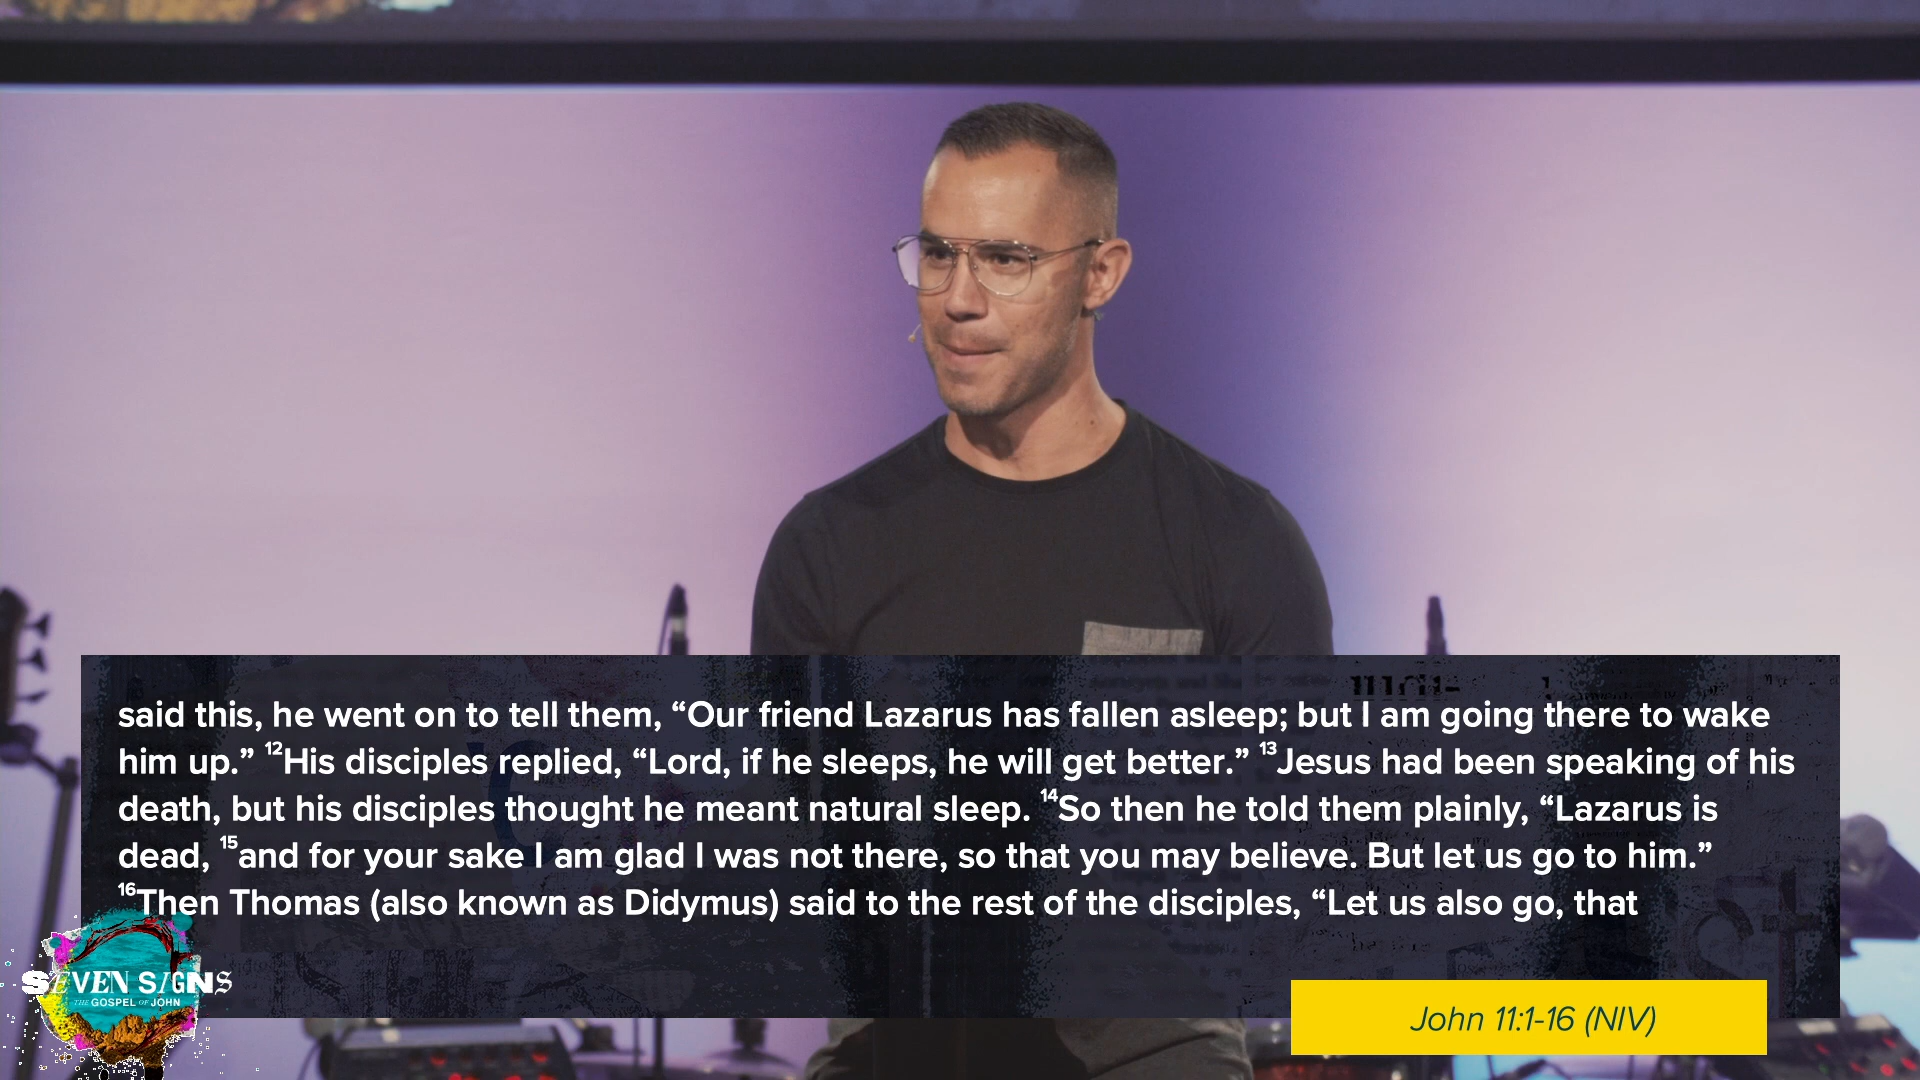 said this, he went on to tell them, “Our friend Lazarus has fallen asleep; but I am going there to wake
him up.” ¹²His disciples replied, “Lord, if he sleeps, he will get better.” ¹³Jesus had been speaking of his
death, but his disciples thought he meant natural sleep. ¹⁴So then he told them plainly, “Lazarus is
dead, ¹⁵and for your sake I am glad I was not there, so that you may believe. But let us go to him.”
¹⁶Then Thomas (also known as Didymus) said to the rest of the disciples, “Let us also go, that
SEVEN SIGNS
THE GOSPEL OF JOHN
John 11:1-16 (NIV)